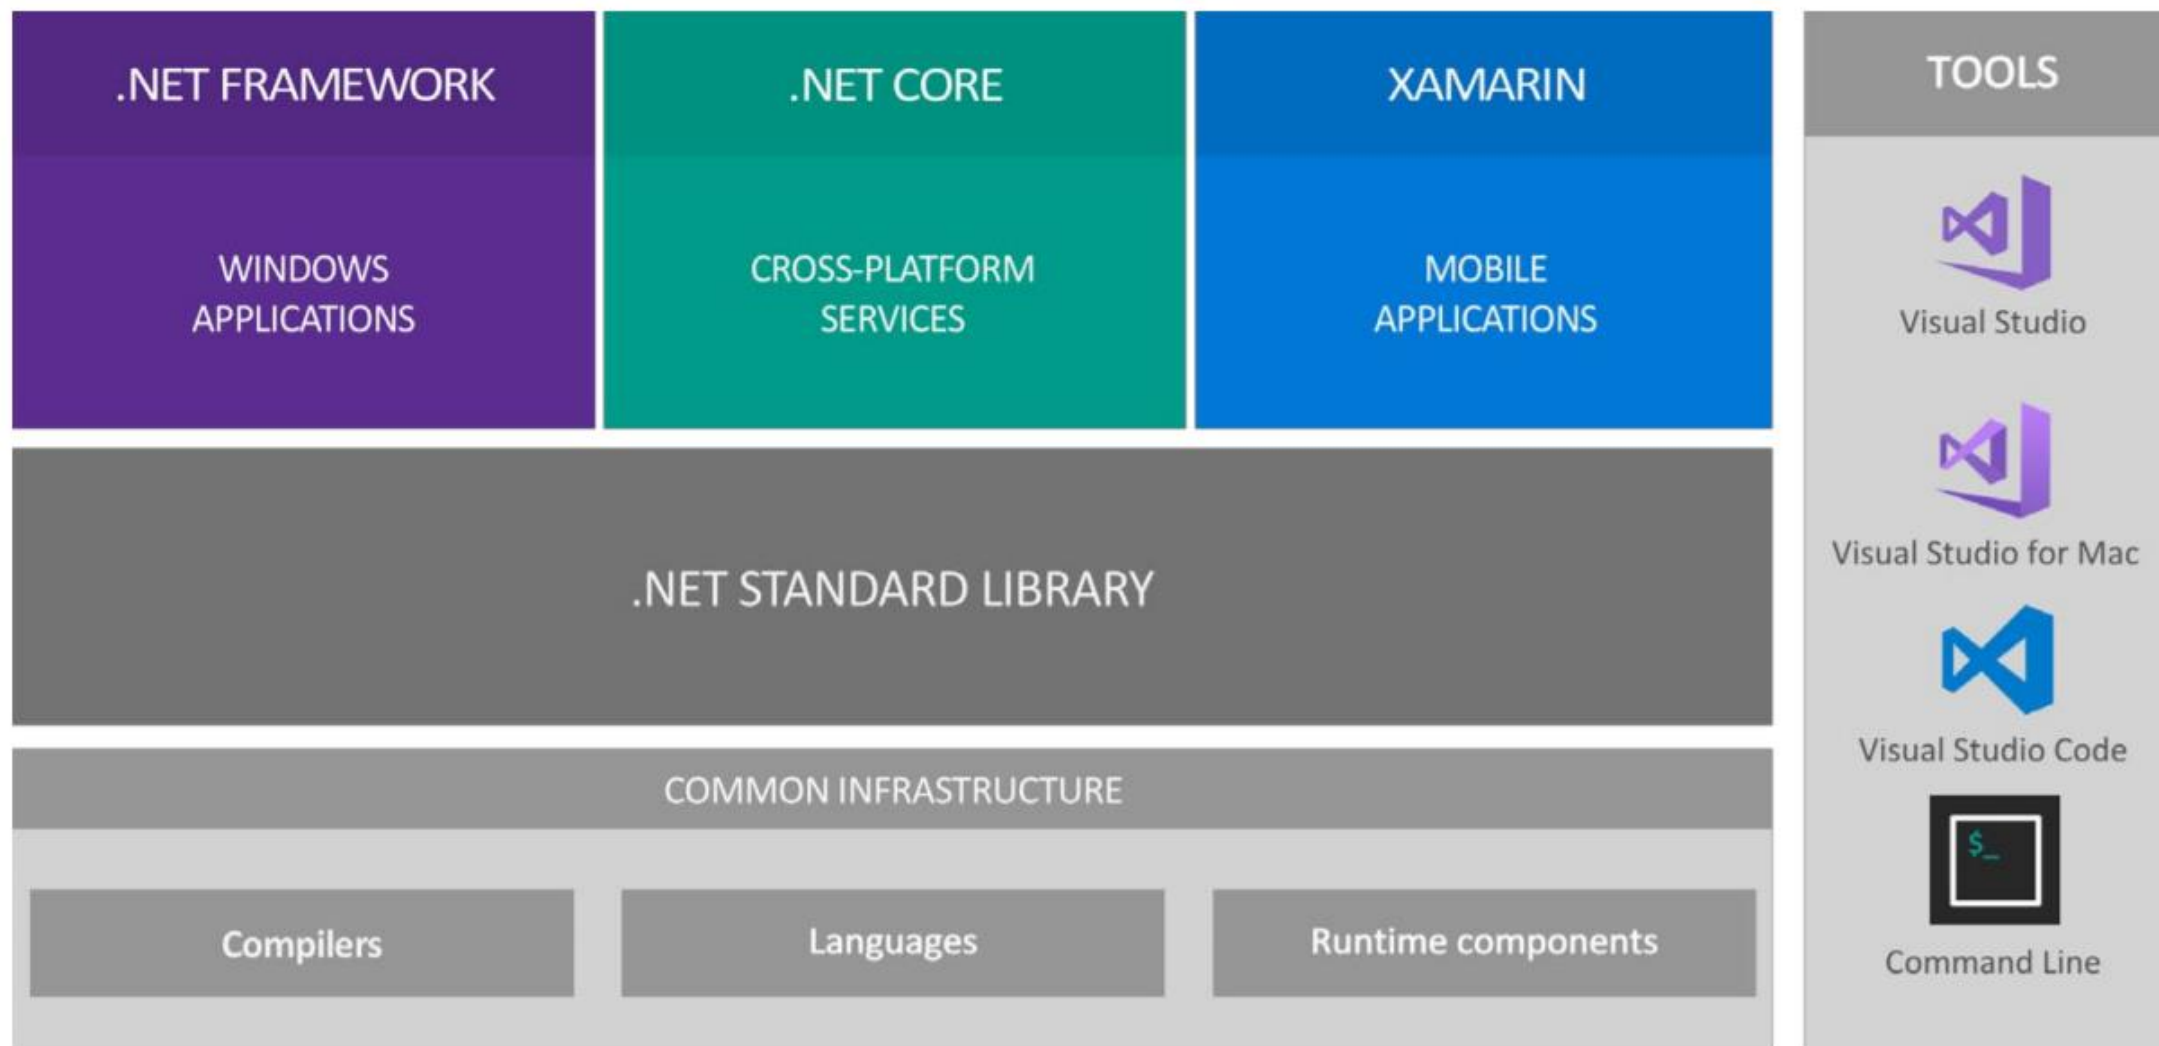 .NET FRAMEWORK
WINDOWS
APPLICATIONS
.NET CORE
CROSS-PLATFORM
SERVICES
XAMARIN
MOBILE
APPLICATIONS
.NET STANDARD LIBRARY
COMMON INFRASTRUCTURE
Compilers
Languages
Runtime components
TOOLS
Visual Studio
Visual Studio for Mac
Visual Studio Code
$_
Command Line